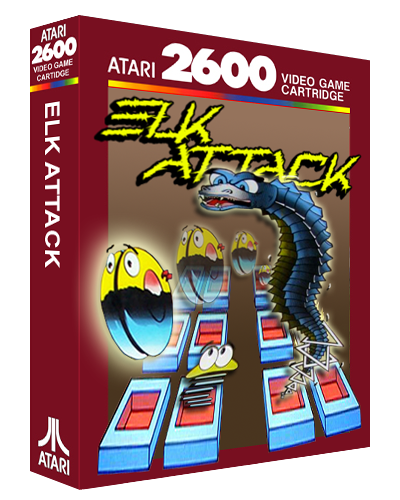 ATARI
2600
VIDEO GAME
CARTRIDGE
ELK ATTACK
ATARI
ATARI 2600 VIDEO GAME
CARTRIDGE
ELK
ATTACK